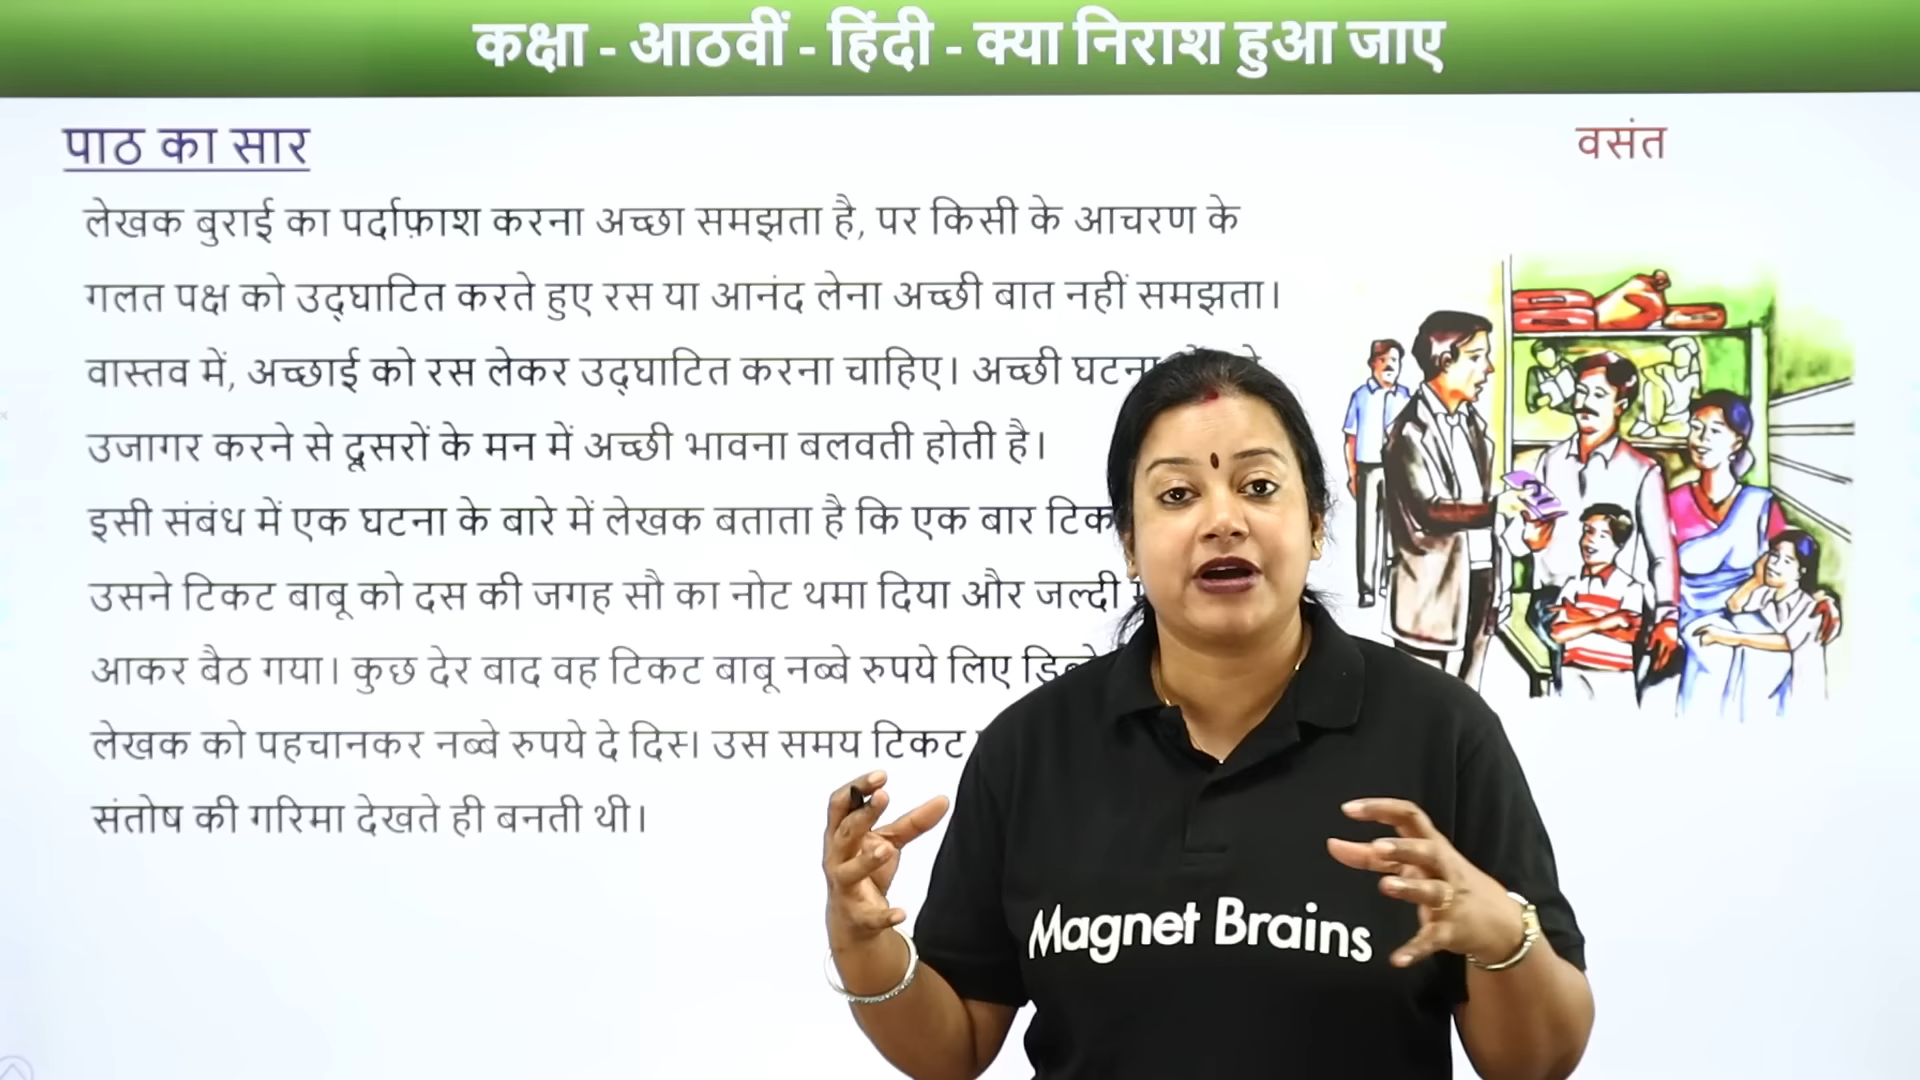 कक्षा - आठवीं - हिंदी - क्या निराश हुआ जाए
पाठ का सार
वसंत
लेखक बुराई का पर्दाफ़ाश करना अच्छा समझता है, पर किसी के आचरण के
गलत पक्ष को उद्घाटित करते हुए रस या आनंद लेना अच्छी बात नहीं समझता।
वास्तव में, अच्छाई को रस लेकर उद्घाटित करना चाहिए। अच्छी
उजागर करने से दूसरों के मन में अच्छी भावना बलवती होती है।
इसी संबंध में एक घटना के बारे में लेखक बताता है कि एक बार
उसने टिकट बाबू को दस की जगह सौ का नोट थमा दिया और जल्दी
आकर बैठ गया। कुछ देर बाद वह टिकट बाबू नब्बे रुपये लिए
लेखक को पहचानकर नब्बे रुपये दे दिए। उस समय टिकट
संतोष की गरिमा देखते ही बनती थी।
Magnet Brains